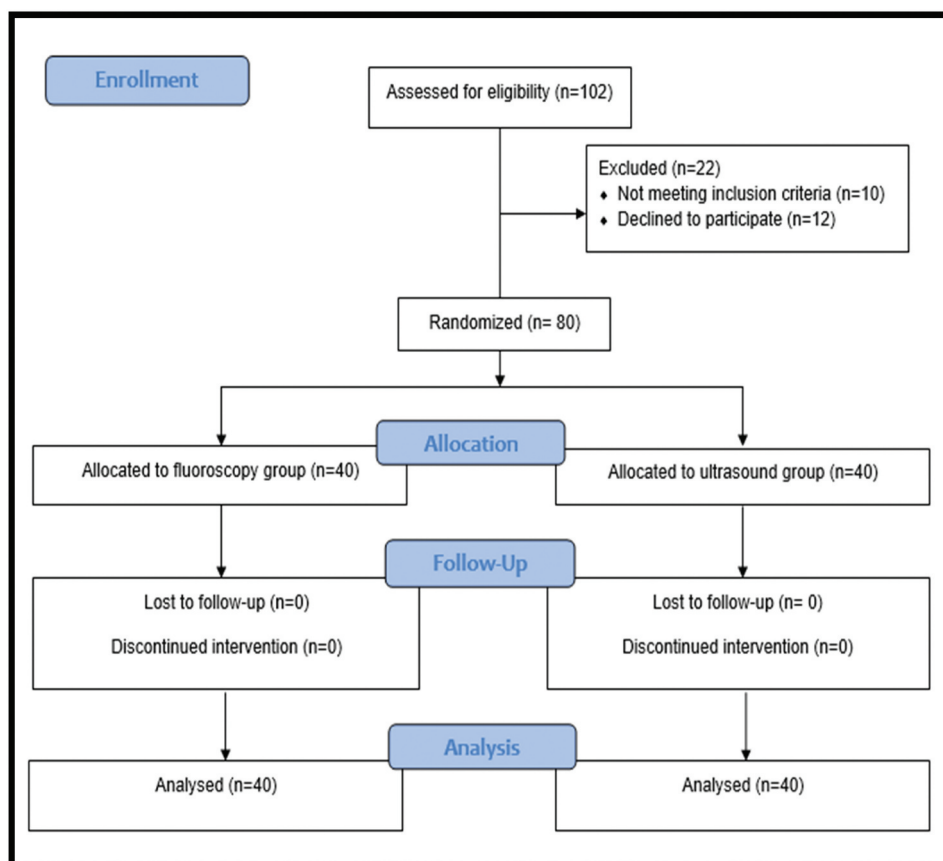 Enrollment
Assessed for eligibility (n=102)
Excluded (n=22)
♦ Not meeting inclusion criteria (n=10)
♦ Declined to participate (n=12)
Randomized (n= 80)
Allocation
Allocated to fluoroscopy group (n=40)
Allocated to ultrasound group (n=40)
Follow-Up
Lost to follow-up (n=0)
Discontinued intervention (n=0)
Lost to follow-up (n= 0)
Discontinued intervention (n=0)
Analysis
Analysed (n=40)
Analysed (n=40)